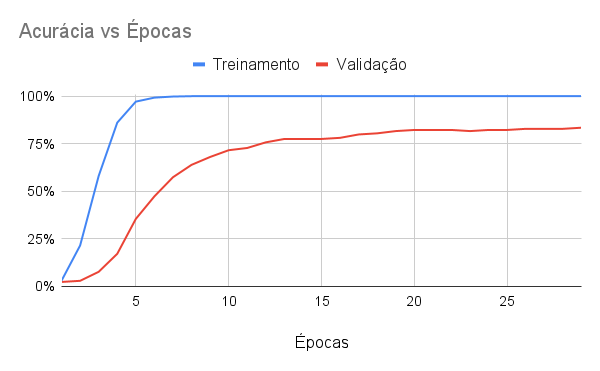 Acurácia vs Épocas
Treinamento Validação
100%
75%
50%
25%
0%
5 10 15 20 25
Épocas